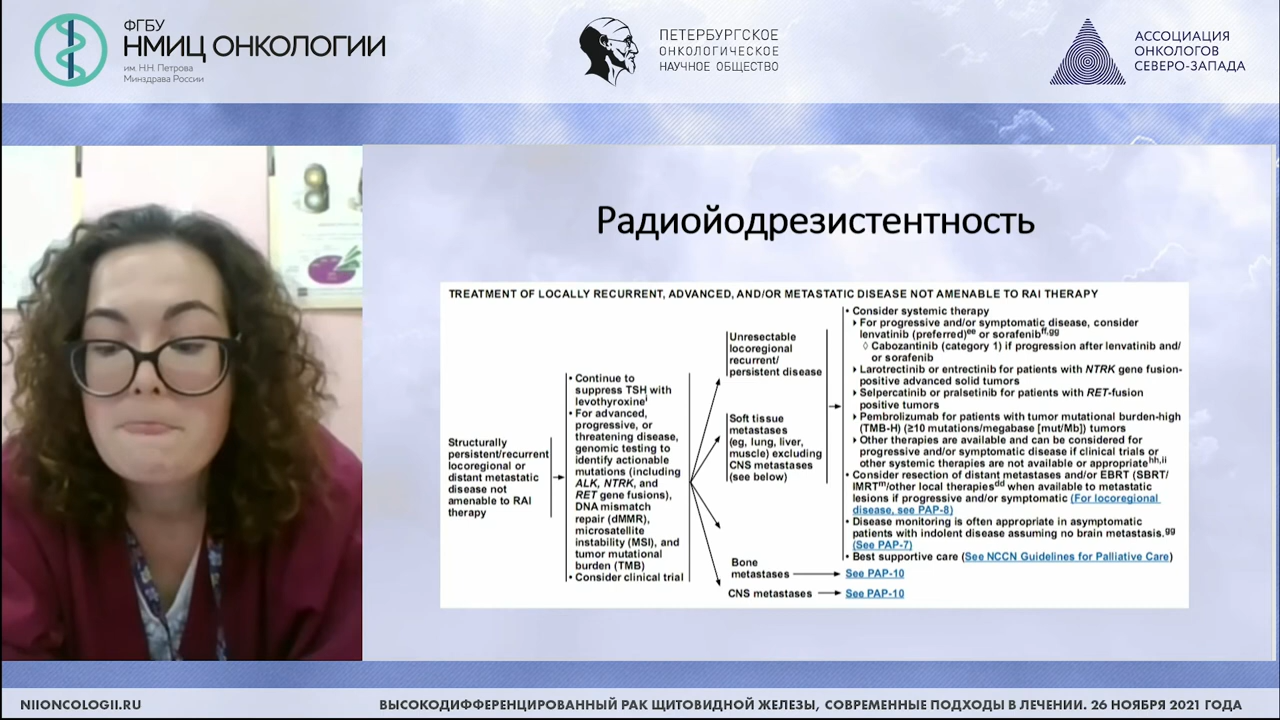 ФГБУ
НМИЦ ОНКОЛОГИИ
им. Н.Н. Петрова
Минздрава России
ПЕТЕРБУРГСКОЕ
ОНКОЛОГИЧЕСКОЕ
НАУЧНОЕ ОБЩЕСТВО
АССОЦИАЦИЯ
ОНКОЛОГОВ
СЕВЕРО-ЗАПАДА
Радиойодрезистентность
TREATMENT OF LOCALLY RECURRENT, ADVANCED, AND/OR METASTATIC DISEASE NOT AMENABLE TO RAI THERAPY
Structurally
persistent/recurrent
locoregional or
distant metastatic
disease not
amenable to RAI
therapy
• Continue to
suppress TSH with
levothyroxineⁱ
• For advanced,
progressive, or
threatening disease,
genomic testing to
identify actionable
mutations (including
ALK, NTRK, and
RET gene fusions),
DNA mismatch
repair (dMMR),
microsatellite
instability (MSI), and
tumor mutational
burden (TMB)
• Consider clinical trial
Unresectable
locoregional
recurrent/
persistent disease
Soft tissue
metastases
(eg, lung, liver,
muscle) excluding
CNS metastases
(see below)
Bone
metastases
See PAP-10
CNS metastases
See PAP-10
• Consider systemic therapy
‣ For progressive and/or symptomatic disease, consider
lenvatinib (preferred)ee or sorafenibff,gg
◊ Cabozantinib (category 1) if progression after lenvatinib and/
or sorafenib
‣ Larotrectinib or entrectinib for patients with NTRK gene fusion-
positive advanced solid tumors
‣ Selpercatinib or pralsetinib for patients with RET-fusion
positive tumors
‣ Pembrolizumab for patients with tumor mutational burden-high
(TMB-H) (≥10 mutations/megabase [mut/Mb]) tumors
‣ Other therapies are available and can be considered for
progressive and/or symptomatic disease if clinical trials or
other systemic therapies are not available or appropriatehh,ii
• Consider resection of distant metastases and/or EBRT (SBRT/
IMRTm/other local therapiesdd when available to metastatic
lesions if progressive and/or symptomatic (For locoregional
disease, see PAP-8)
• Disease monitoring is often appropriate in asymptomatic
patients with indolent disease assuming no brain metastasis.gg
(See PAP-7)
• Best supportive care (See NCCN Guidelines for Palliative Care)
NIIONCOLOGII.RU
ВЫСОКОДИФФЕРЕНЦИРОВАННЫЙ РАК ЩИТОВИДНОЙ ЖЕЛЕЗЫ, СОВРЕМЕННЫЕ ПОДХОДЫ В ЛЕЧЕНИИ. 26 НОЯБРЯ 2021 ГОДА